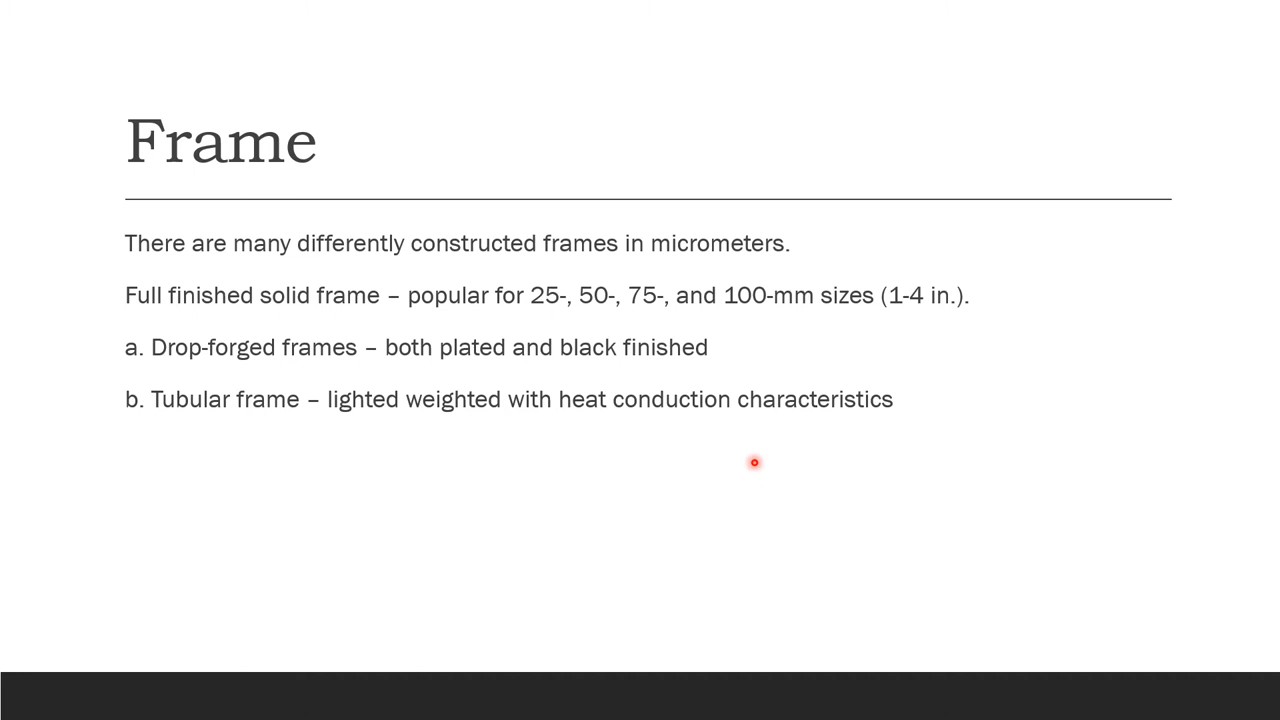 Frame
There are many differently constructed frames in micrometers.
Full finished solid frame – popular for 25-, 50-, 75-, and 100-mm sizes (1-4 in.).
a. Drop-forged frames – both plated and black finished
b. Tubular frame – lighted weighted with heat conduction characteristics